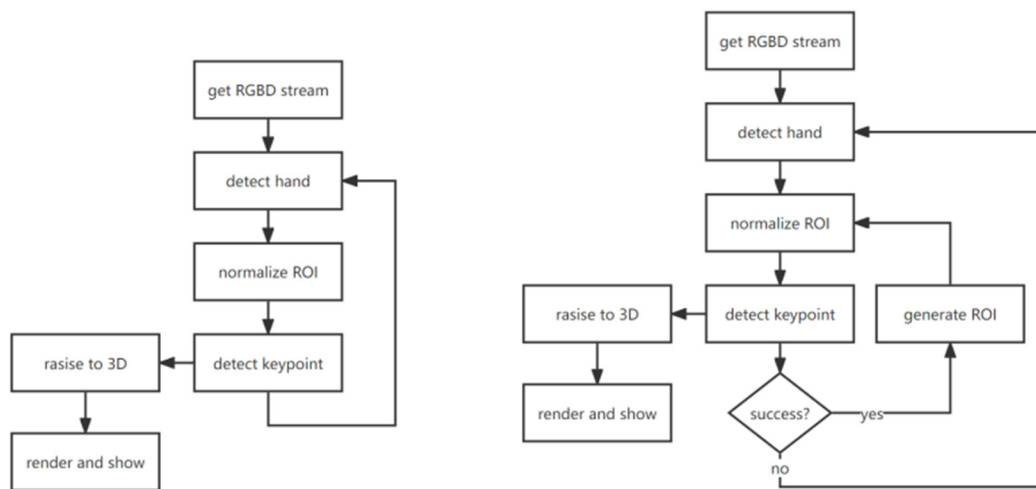 get RGBD stream
detect hand
normalize ROI
rasise to 3D
detect keypoint
render and show
get RGBD stream
detect hand
normalize ROI
rasise to 3D
detect keypoint
generate ROI
render and show
success?
yes
no